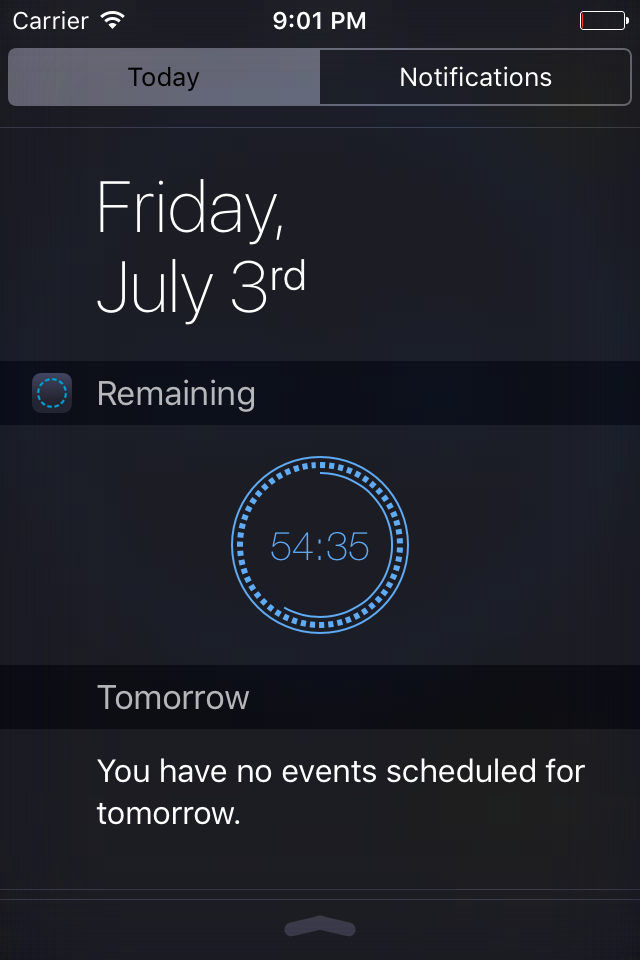 Carrier 9:01 PM
Today Notifications
Friday,
July 3rd
Remaining
54:35
Tomorrow
You have no events scheduled for
tomorrow.